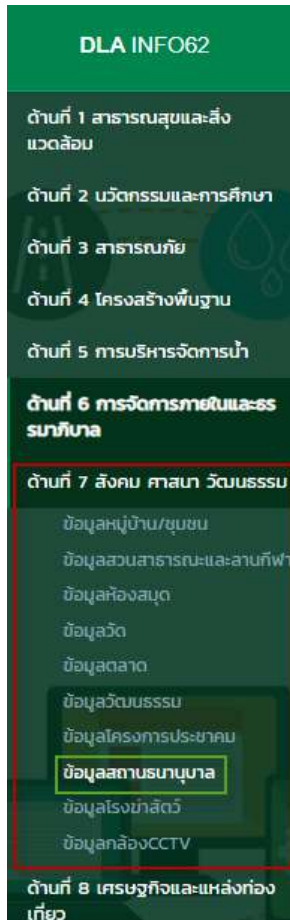 DLA INFO62
ด้านที่ 1 สาธารณสุขและสิ่ง
แวดล้อม
ด้านที่ 2 นวัตกรรมและการศึกษา
ด้านที่ 3 สาธารณภัย
ด้านที่ 4 โครงสร้างพื้นฐาน
ด้านที่ 5 การบริหารจัดการน้ำ
ด้านที่ 6 การจัดการภายในและธร
รมาภิบาล
ด้านที่ 7 สังคม ศาสนา วัฒนธรรม
ข้อมูลหมู่บ้าน/ชุมชน
ข้อมูลสวนสาธารณะและลานกีฬา
ข้อมูลห้องสมุด
ข้อมูลวัด
ข้อมูลตลาด
ข้อมูลวัฒนธรรม
ข้อมูลโครงการประชาคม
ข้อมูลสถานธนานุบาล
ข้อมูลโรงฆ่าสัตว์
ข้อมูลกล้องCCTV
ด้านที่ 8 เศรษฐกิจและแหล่งท่อง
เที่ยว